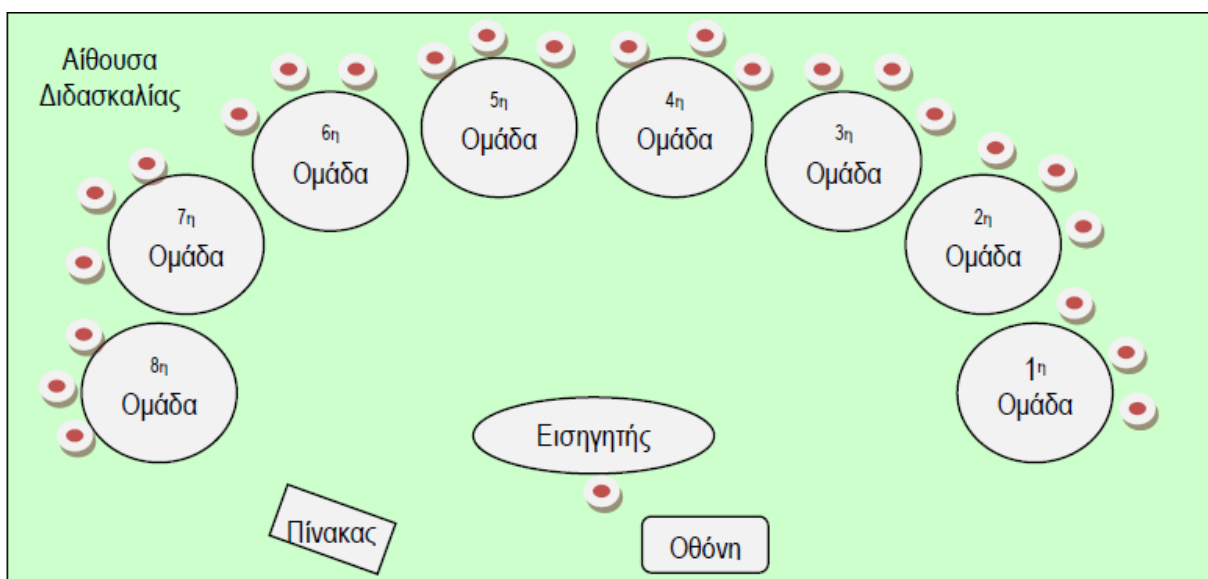 Αίθουσα
Διδασκαλίας
5η
Ομάδα
4η
Ομάδα
6η
Ομάδα
3η
Ομάδα
7η
Ομάδα
2η
Ομάδα
8η
Ομάδα
1η
Ομάδα
Εισηγητής
Πίνακας
Οθόνη